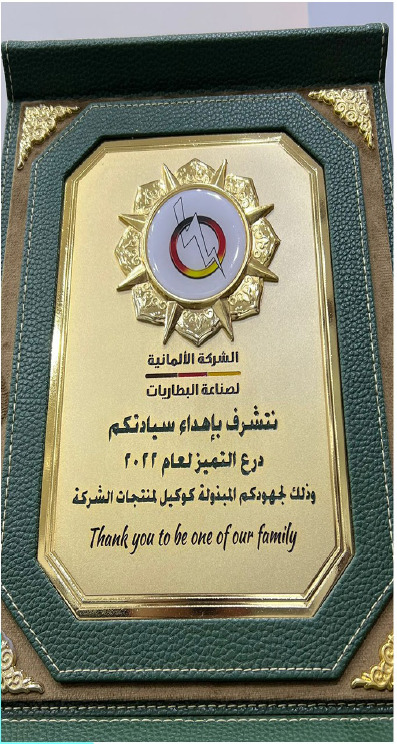 الشركة الألمانية
لصناعة البطاريات
نتشرف بإهداء سيادتكم
درع التميز لعام ٢٠٢٢
وذلك لجهودكم المبذولة كوكيل لمنتجات الشركة
Thank you to be one of our family